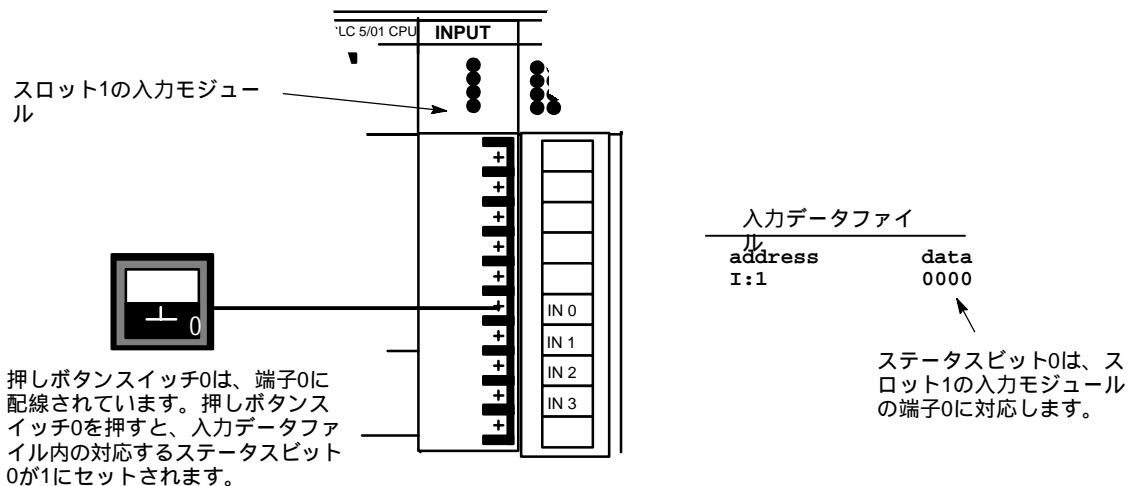 LC 5/01 CPU
INPUT
スロット1の入力モジュー
ル
+
+
+
+
+
+
+
+
+
+
IN 0
IN 1
IN 2
IN 3
0
押しボタンスイッチ0は、端子0に
配線されています。押しボタンス
イッチ0を押すと、入力データファ
イル内の対応するステータスビット
0が1にセットされます。
入力データファイ
ル
address data
I:1 0000
ステータスビット0は、ス
ロット1の入力モジュール
の端子0に対応します。